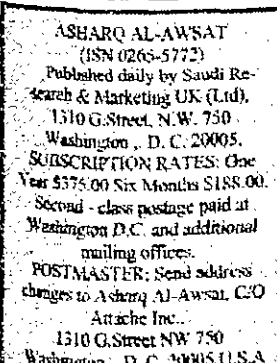 ASHARQ AL-AWSAT
(ISN 0265-5772)
Published daily by Saudi Re-
search & Marketing UK (Ltd).
1310 G.Street, N.W. 750
Washington , D. C. 20005.
SUBSCRIPTION RATES: One
Year $375.00 Six Months $188.00.
Second - class postage paid at
Washington D.C. and additional
mailing offices.
POSTMASTER: Send address
changes to Asharq Al-Awsat, C/O
Attache Inc..
1310 G.Street NW 750
Washington , D. C. 20005 U.S.A